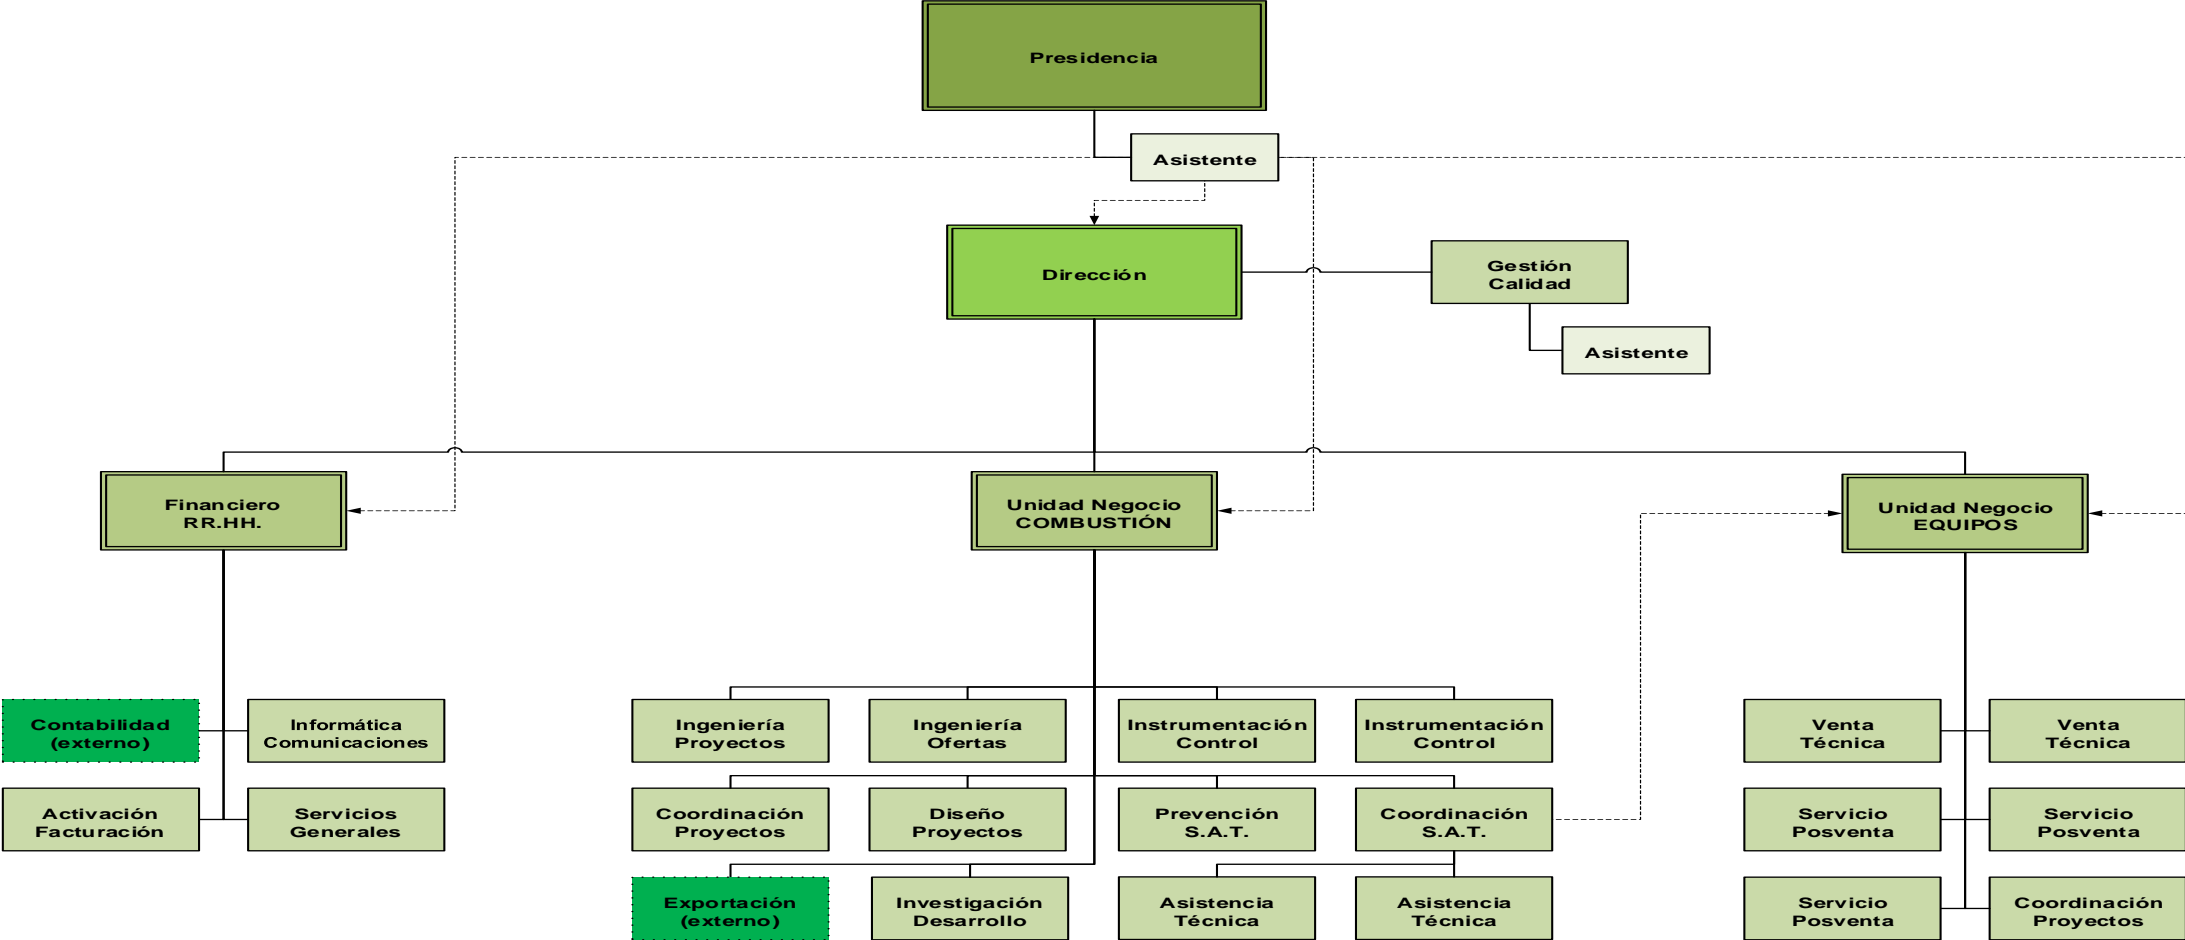 Presidencia
Asistente
Dirección
Gestión
Calidad
Asistente
Financiero
RR.HH.
Unidad Negocio
COMBUSTIÓN
Unidad Negocio
EQUIPOS
Contabilidad
(externo)
Informática
Comunicaciones
Ingeniería
Proyectos
Ingeniería
Ofertas
Instrumentación
Control
Instrumentación
Control
Venta
Técnica
Venta
Técnica
Activación
Facturación
Servicios
Generales
Coordinación
Proyectos
Diseño
Proyectos
Prevención
S.A.T.
Coordinación
S.A.T.
Servicio
Posventa
Servicio
Posventa
Exportación
(externo)
Investigación
Desarrollo
Asistencia
Técnica
Asistencia
Técnica
Servicio
Posventa
Coordinación
Proyectos